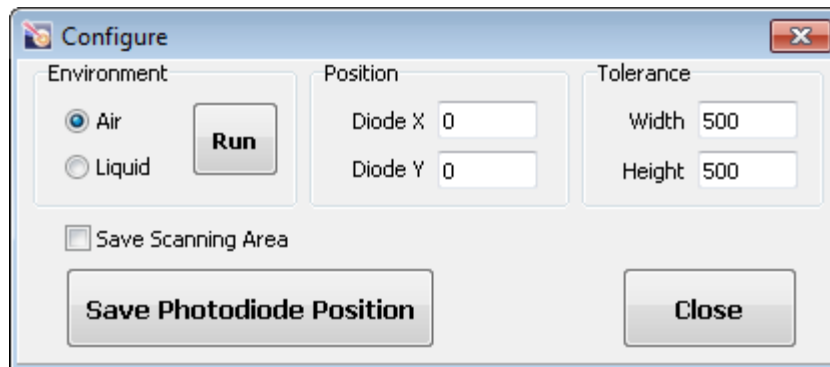 Configure
Environment
Air
Liquid
Run
Position
Diode X 0
Diode Y 0
Tolerance
Width 500
Height 500
Save Scanning Area
Save Photodiode Position
Close